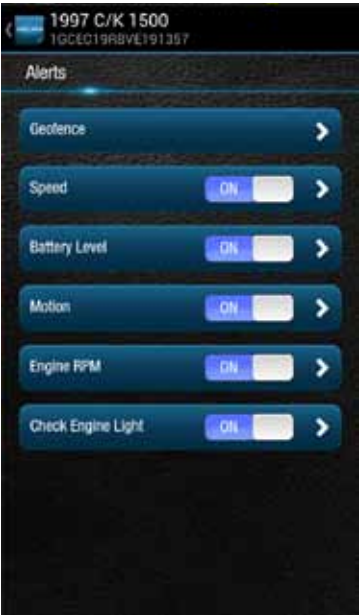 1997 C/K 1500
1GCEC19R8VE191357
Alerts
Geofence
Speed ON
Battery Level ON
Motion ON
Engine RPM ON
Check Engine Light ON